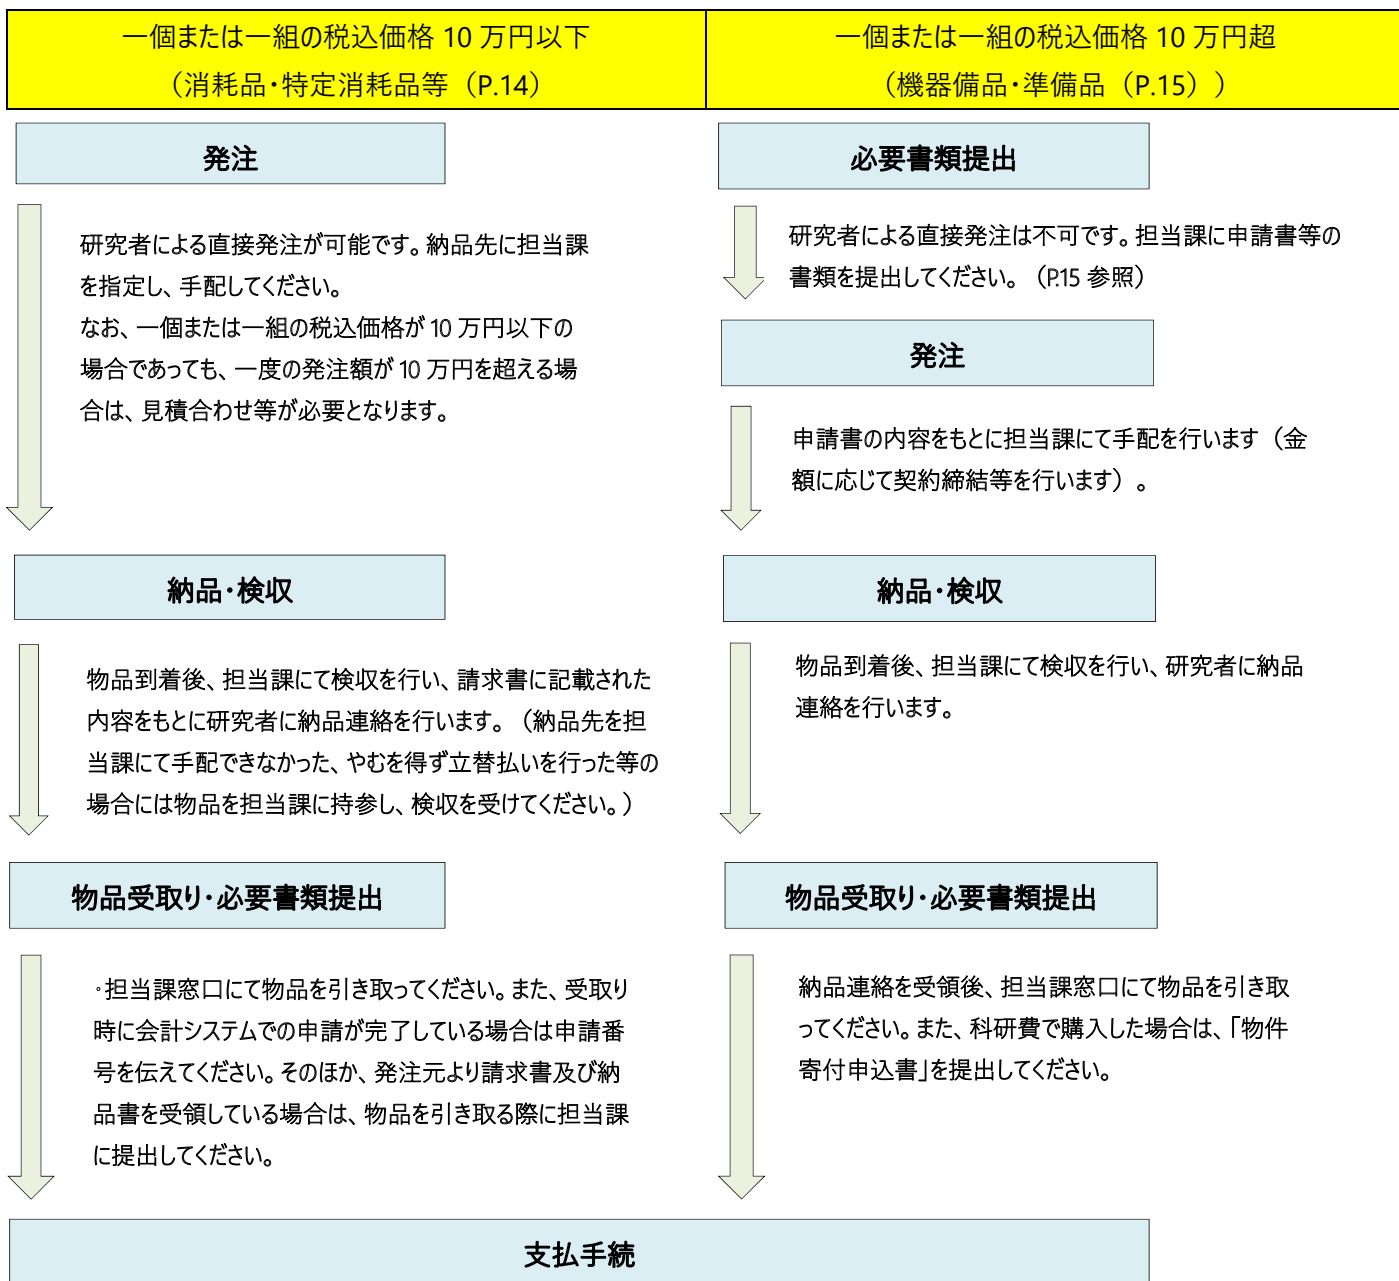 一個または一組の税込価格 10 万円以下
（消耗品・特定消耗品等（P.14）
一個または一組の税込価格 10 万円超
（機器備品・準備品（P.15））
発注
研究者による直接発注が可能です。納品先に担当課
を指定し、手配してください。
なお、一個または一組の税込価格が 10 万円以下の
場合であっても、一度の発注額が 10 万円を超える場
合は、見積合わせ等が必要となります。
納品・検収
物品到着後、担当課にて検収を行い、請求書に記載された
内容をもとに研究者に納品連絡を行います。（納品先を担
当課にて手配できなかった、やむを得ず立替払いを行った等の
場合には物品を担当課に持参し、検収を受けてください。）
物品受取り・必要書類提出
・担当課窓口にて物品を引き取ってください。また、受取り
時に会計システムでの申請が完了している場合は申請番
号を伝えてください。そのほか、発注元より請求書及び納
品書を受領している場合は、物品を引き取る際に担当課
に提出してください。
必要書類提出
研究者による直接発注は不可です。担当課に申請書等の
書類を提出してください。（P.15 参照）
発注
申請書の内容をもとに担当課にて手配を行います（金
額に応じて契約締結等を行います）。
納品・検収
物品到着後、担当課にて検収を行い、研究者に納品
連絡を行います。
物品受取り・必要書類提出
納品連絡を受領後、担当課窓口にて物品を引き取
ってください。また、科研費で購入した場合は、「物件
寄付申込書」を提出してください。
支払手続